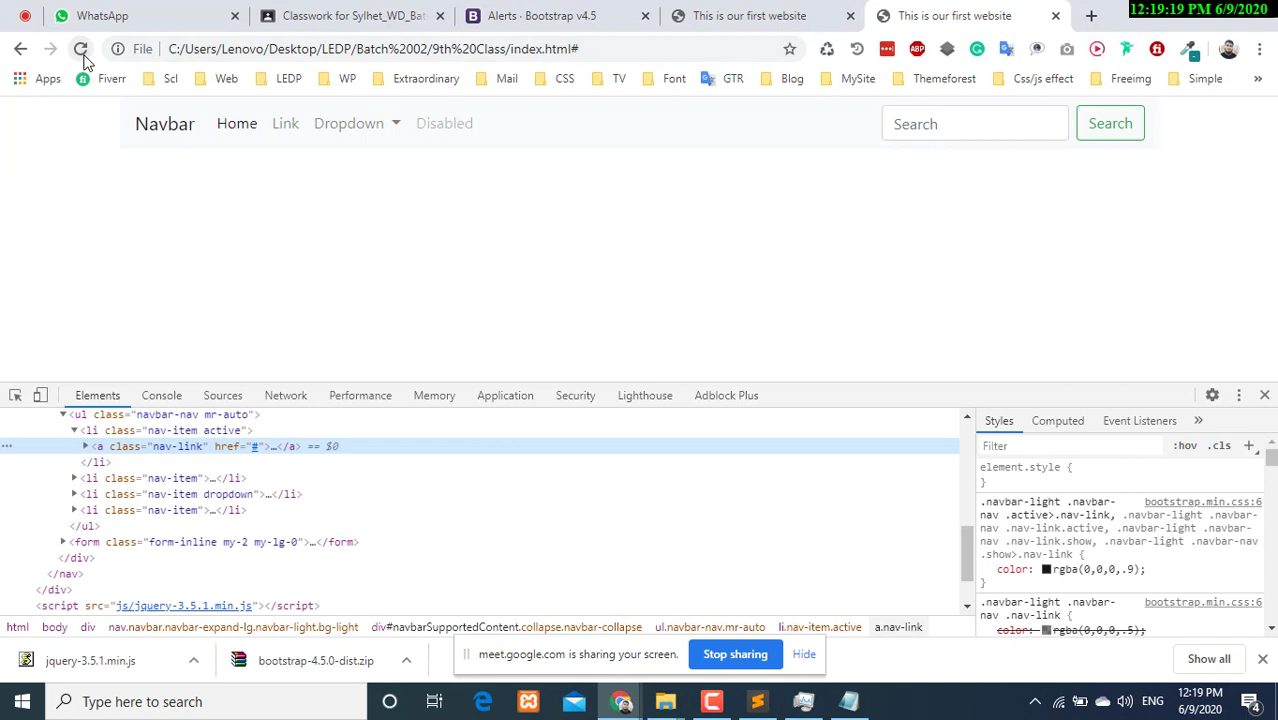 WhatsApp
Classwork for Sylhet_WD_Bat
Alerts · Bootstrap v4.5
This is our first website
This is our first website
12:19:19 PM 6/9/2020
File C:/Users/Lenovo/Desktop/LEDP/Batch%2002/9th%20Class/index.html#
Apps Fiverr Scl Web LEDP WP Extraordinary Mail CSS TV Font GTR Blog MySite Themeforest Css/js effect Freeimg Simple »
Navbar Home Link Dropdown Disabled Search Search
Elements Console Sources Network Performance Memory Application Security Lighthouse Adblock Plus
<ul class="navbar-nav mr-auto">
<li class="nav-item active">
<a class="nav-link" href="#">…</a> == $0
</li>
<li class="nav-item">…</li>
<li class="nav-item dropdown">…</li>
<li class="nav-item">…</li>
</ul>
<form class="form-inline my-2 my-lg-0">…</form>
</div>
</nav>
</div>
<script src="js/jquery-3.5.1.min.js"></script>
html body div nav.navbar.navbar-expand-lg.navbar-light.bg-light div#navbarSupportedContent.collapse.navbar-collapse ul.navbar-nav.mr-auto li.nav-item.active a.nav-link
Styles Computed Event Listeners »
Filter :hov .cls +
element.style {
}
.navbar-light .navbar- bootstrap.min.css:6
nav .active>.nav-link, .navbar-light .navbar-
nav .nav-link.active, .navbar-light .navbar-
nav .nav-link.show, .navbar-light .navbar-nav
.show>.nav-link {
color: rgba(0,0,0,.9);
}
.navbar-light .navbar- bootstrap.min.css:6
nav .nav-link {
color: rgba(0,0,0,.5);
jquery-3.5.1.min.js
bootstrap-4.5.0-dist.zip
meet.google.com is sharing your screen. Stop sharing Hide
Show all
Type here to search
ENG
12:19 PM
6/9/2020
4